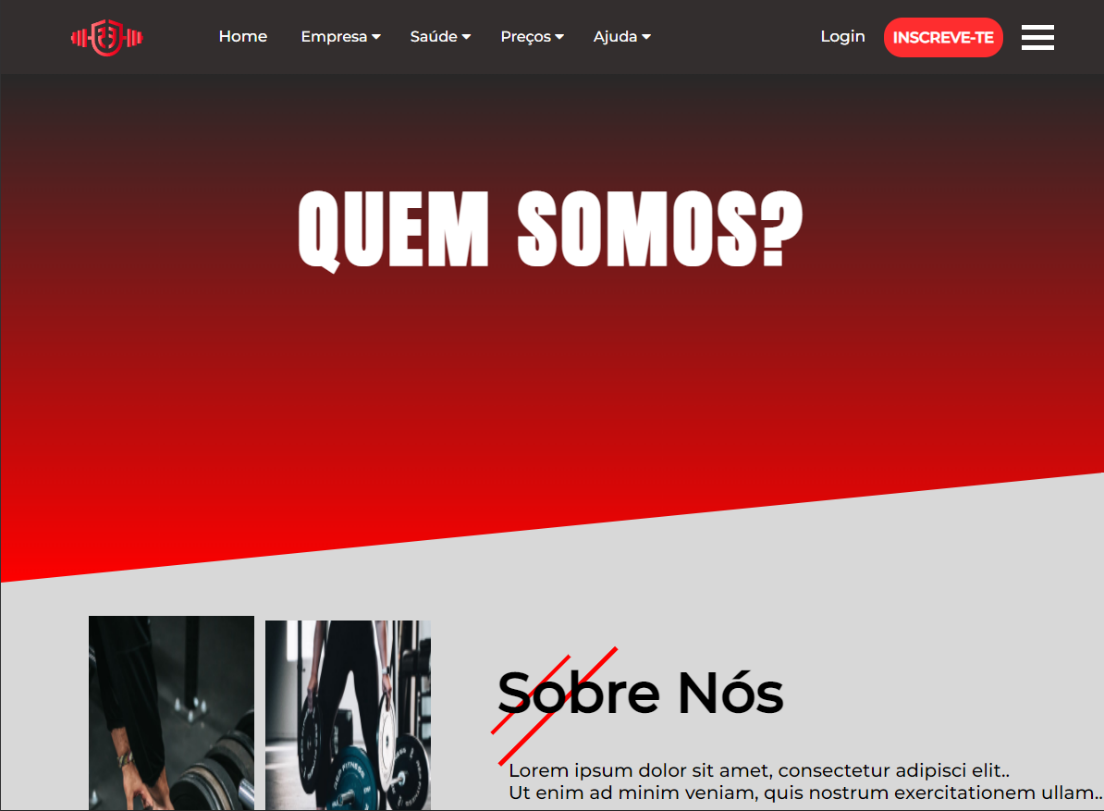 Home Empresa Saúde Preços Ajuda Login INSCREVE-TE
QUEM SOMOS?
Sobre Nós
Lorem ipsum dolor sit amet, consectetur adipisci elit..
Ut enim ad minim veniam, quis nostrum exercitationem ullam..